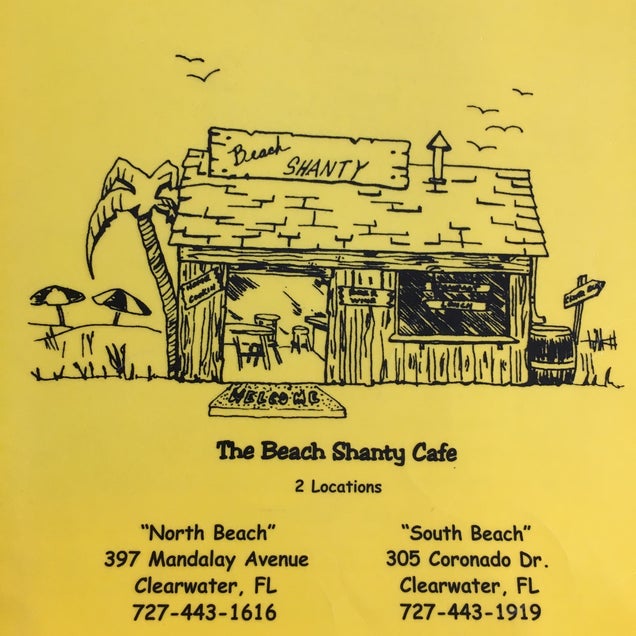 Beach
SHANTY
WELCOME
The Beach Shanty Cafe
2 Locations
“North Beach”
397 Mandalay Avenue
Clearwater, FL
727-443-1616
“South Beach”
305 Coronado Dr.
Clearwater, FL
727-443-1919